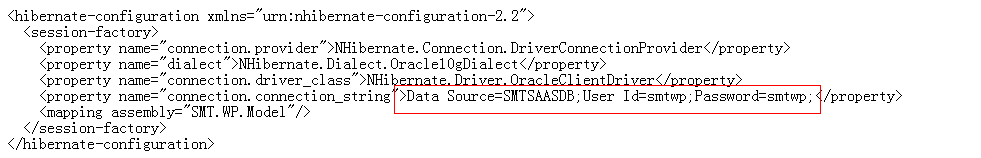 <hibernate-configuration xmlns="urn:nhibernate-configuration-2.2">
<session-factory>
<property name="connection.provider">NHibernate.Connection.DriverConnectionProvider</property>
<property name="dialect">NHibernate.Dialect.Oracle10gDialect</property>
<property name="connection.driver_class">NHibernate.Driver.OracleClientDriver</property>
<property name="connection.connection_string">Data Source=SMTSAASDB;User Id=smtwp;Password=smtwp;</property>
<mapping assembly="SMT.WP.Model"/>
</session-factory>
</hibernate-configuration>